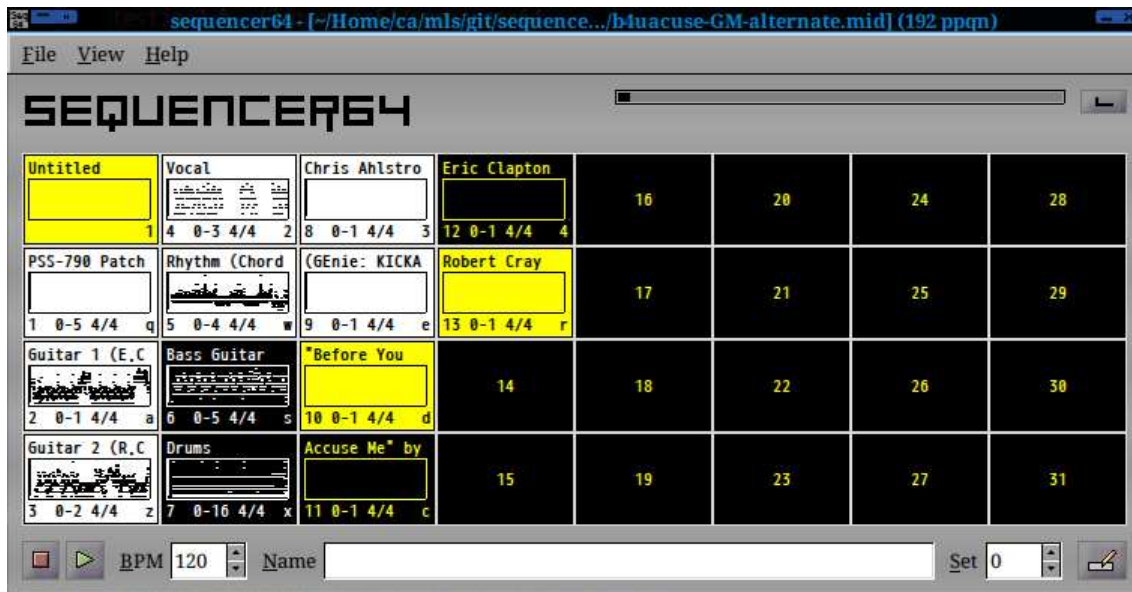 sequencer64 - [~/Home/ca/mls/git/sequence.../b4uacuse-GM-alternate.mid] (192 ppqn)
File View Help
SEQUENCER64
Untitled
1
Vocal
4 0-3 4/4 2
Chris Ahlstro
8 0-1 4/4 3
Eric Clapton
12 0-1 4/4 4
16
20
24
28
PSS-790 Patch
1 0-5 4/4 q
Rhythm (Chord
5 0-4 4/4 w
(GEnie: KICKA
9 0-1 4/4 e
Robert Cray
13 0-1 4/4 r
17
21
25
29
Guitar 1 (E.C
2 0-1 4/4 a
Bass Guitar
6 0-5 4/4 s
"Before You
10 0-1 4/4 d
14
18
22
26
30
Guitar 2 (R.C
3 0-2 4/4 z
Drums
7 0-16 4/4 x
Accuse Me" by
11 0-1 4/4 c
15
19
23
27
31
BPM 120 Name Set 0